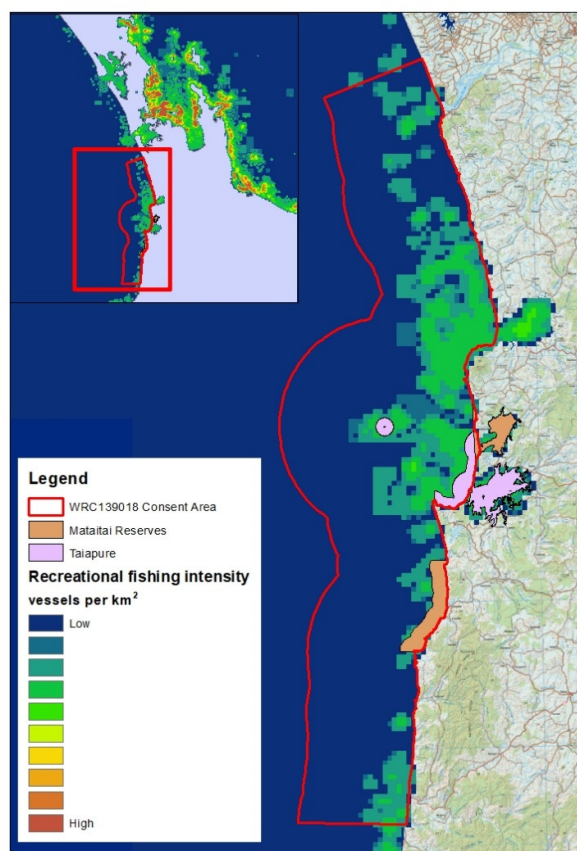 Legend
WRC139018 Consent Area
Mataitai Reserves
Taiapure
Recreational fishing intensity
vessels per km²
Low
High